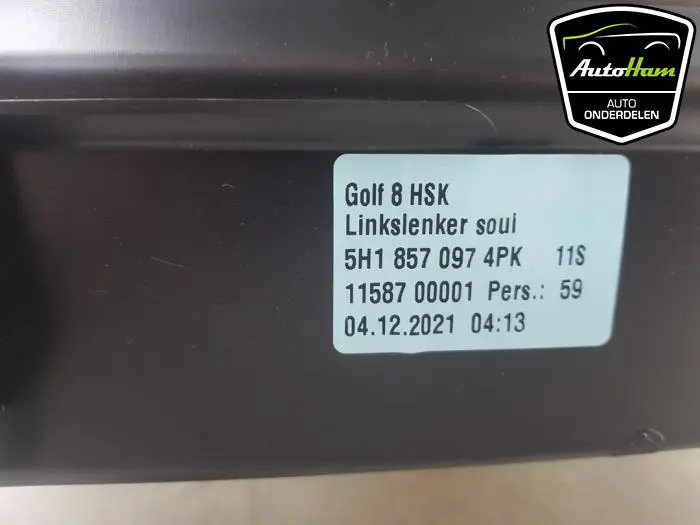 AutoHam
AUTO
ONDERDELEN
Golf 8 HSK
Linkslenker soul
5H1 857 097 4PK 11S
11587 00001 Pers.: 59
04.12.2021 04:13